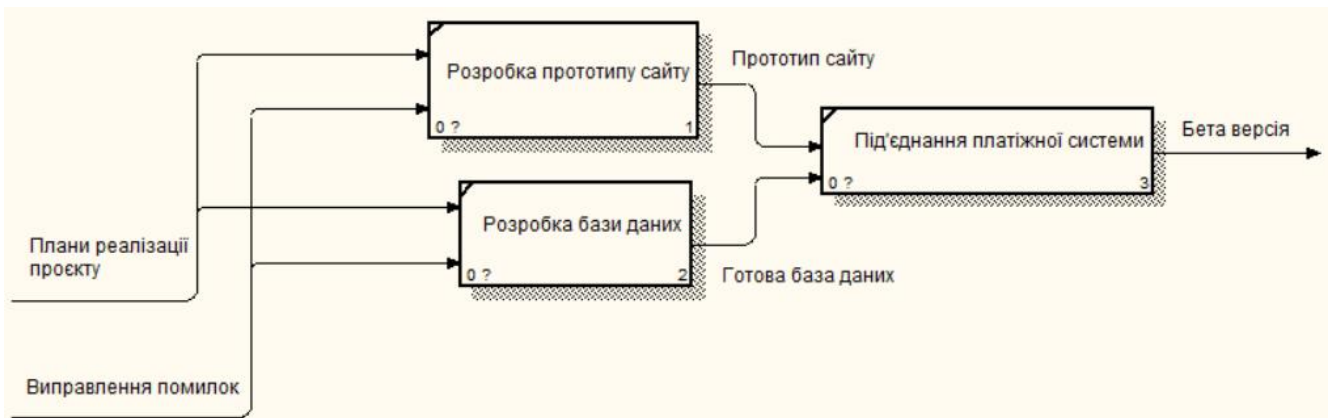 Розробка прототипу сайту
0 ?
1
Прототип сайту
Під'єднання платіжної системи
0 ?
3
Бета версія
Розробка бази даних
0 ?
2
Готова база даних
Плани реалізації
проєкту
Виправлення помилок